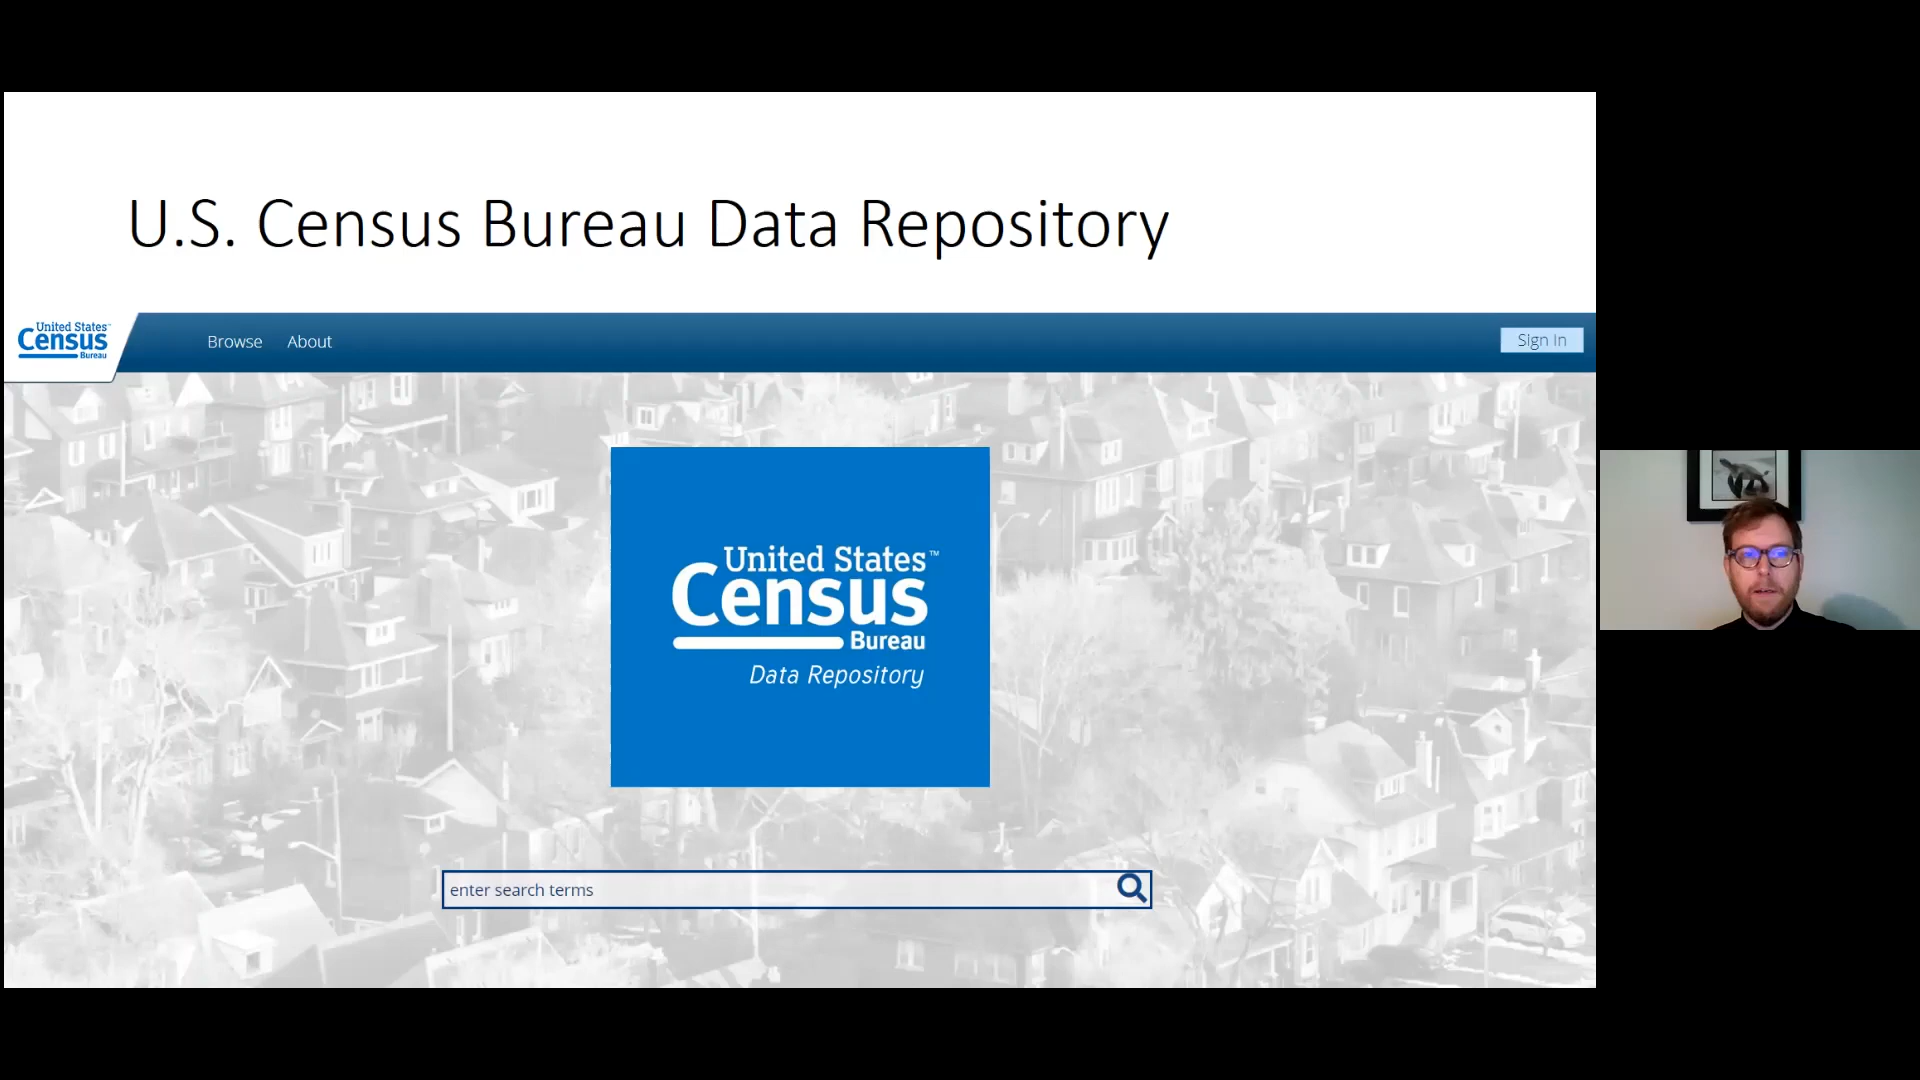 U.S. Census Bureau Data Repository
United States
Census
Bureau
Browse About
Sign In
United States™
Census
Bureau
Data Repository
enter search terms